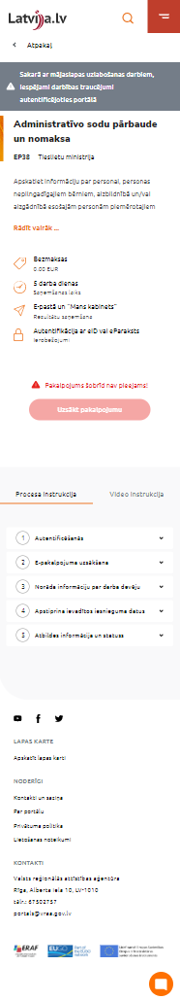 Latvija.lv
Atpakaļ
Sakarā ar mājaslapas uzlabošanas darbiem,
iespējami darbības traucējumi
autentificējoties portālā
Administratīvo sodu pārbaude
un nomaksa
EP38 Tieslietu ministrija
Apskatiet informāciju par personai, personas
nepilngadīgajiem bērniem, aizbildnībā un/vai
aizgādnībā esošajām personām piemērotajiem
Rādīt vairāk ...
Bezmaksas
0.00 EUR
5 darba dienas
Saņemšanas laiks
E-pastā un "Mans kabinets"
Rezultātu saņemšana
Autentifikācija ar eID vai eParaksts
Ierobežojumi
Pakalpojums šobrīd nav pieejams!
Uzsākt pakalpojumu
Procesa instrukcija Video instrukcija
1 Autentificēšanās
2 E-pakalpojuma uzsākšana
3 Norāda informāciju par darba devēju
4 Apstiprina ievadītos iesnieguma datus
5 Atbildes informācija un statuss
LAPAS KARTE
Apskatīt lapas karti
NODERĪGI
Kontakti un saziņa
Par portālu
Privātuma politika
Lietošanas noteikumi
KONTAKTI
Valsts reģionālās attīstības aģentūra
Rīga, Alberta iela 10, LV-1010
tālr.: 67502757
portals@vraa.gov.lv
ERAF